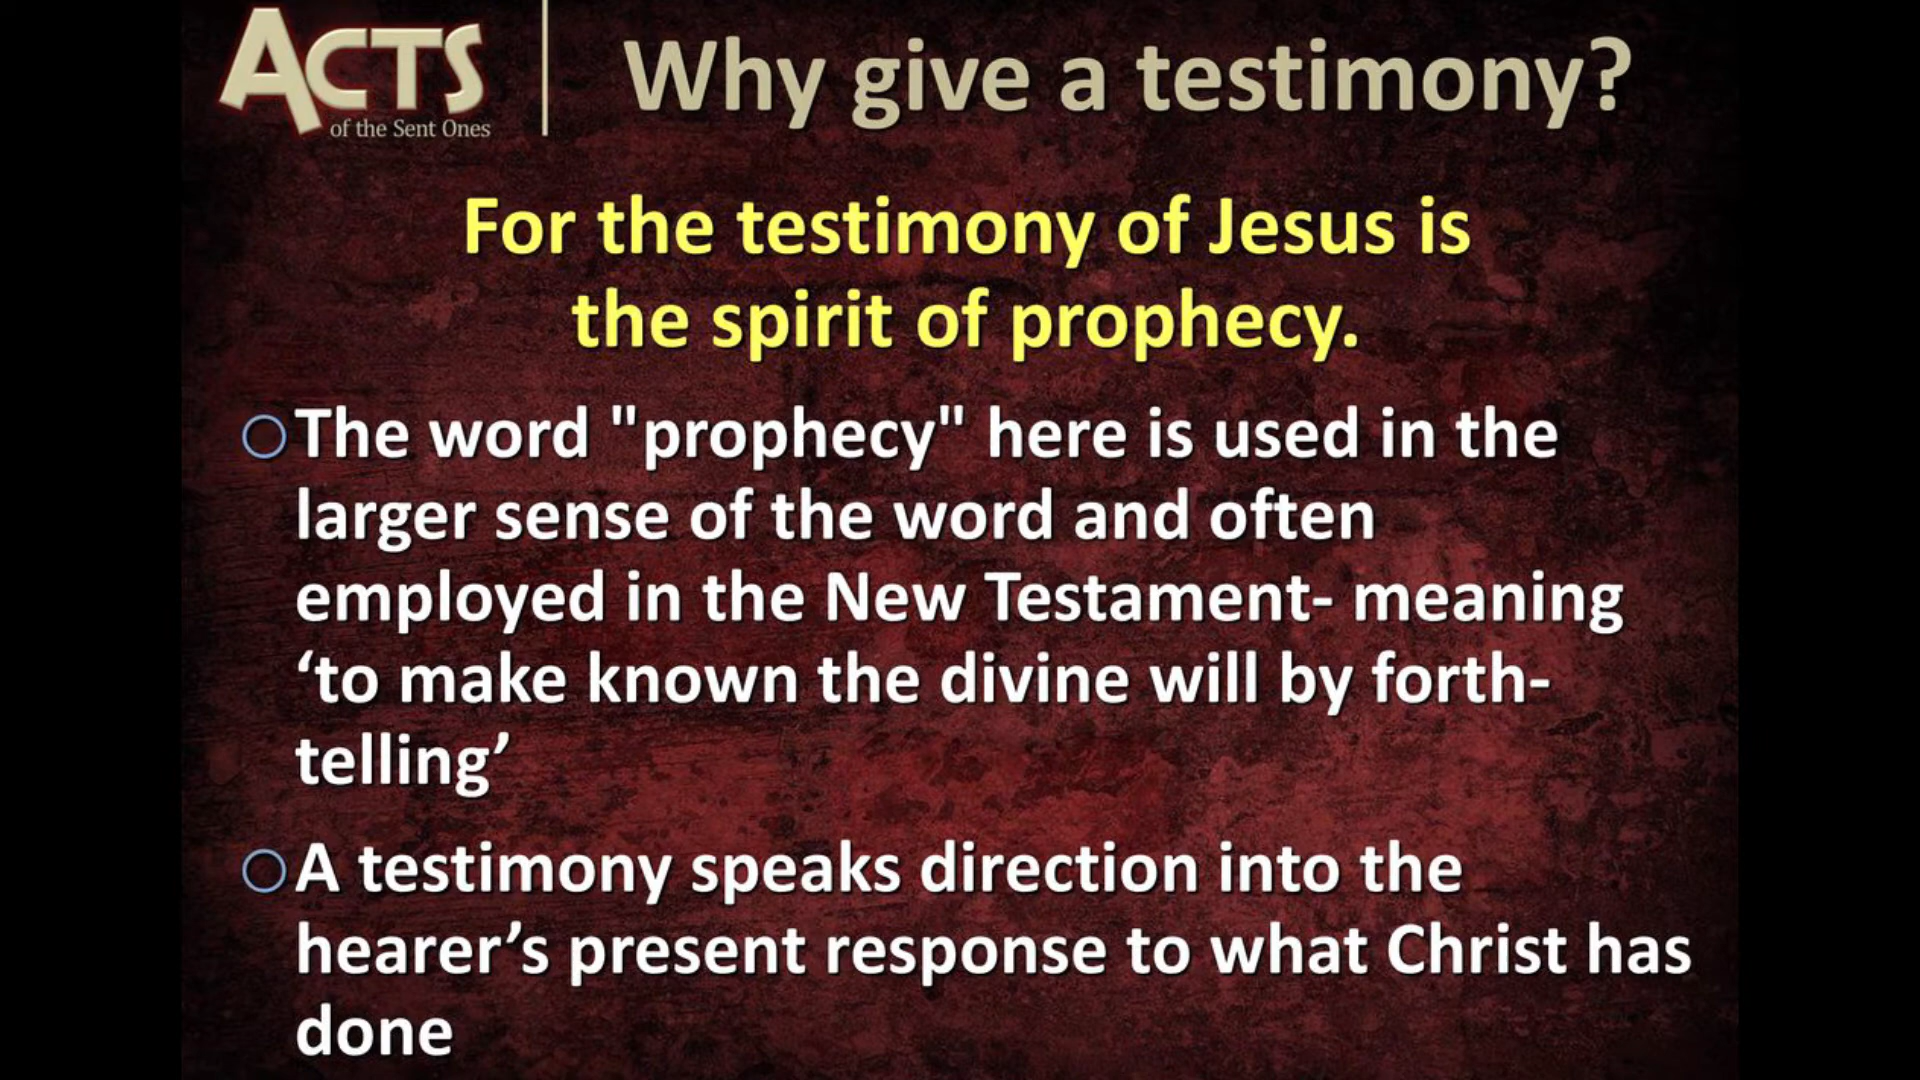 ACTS
of the Sent Ones
Why give a testimony?
For the testimony of Jesus is
the spirit of prophecy.
The word "prophecy" here is used in the
larger sense of the word and often
employed in the New Testament- meaning
‘to make known the divine will by forth-
telling’
A testimony speaks direction into the
hearer’s present response to what Christ has
done